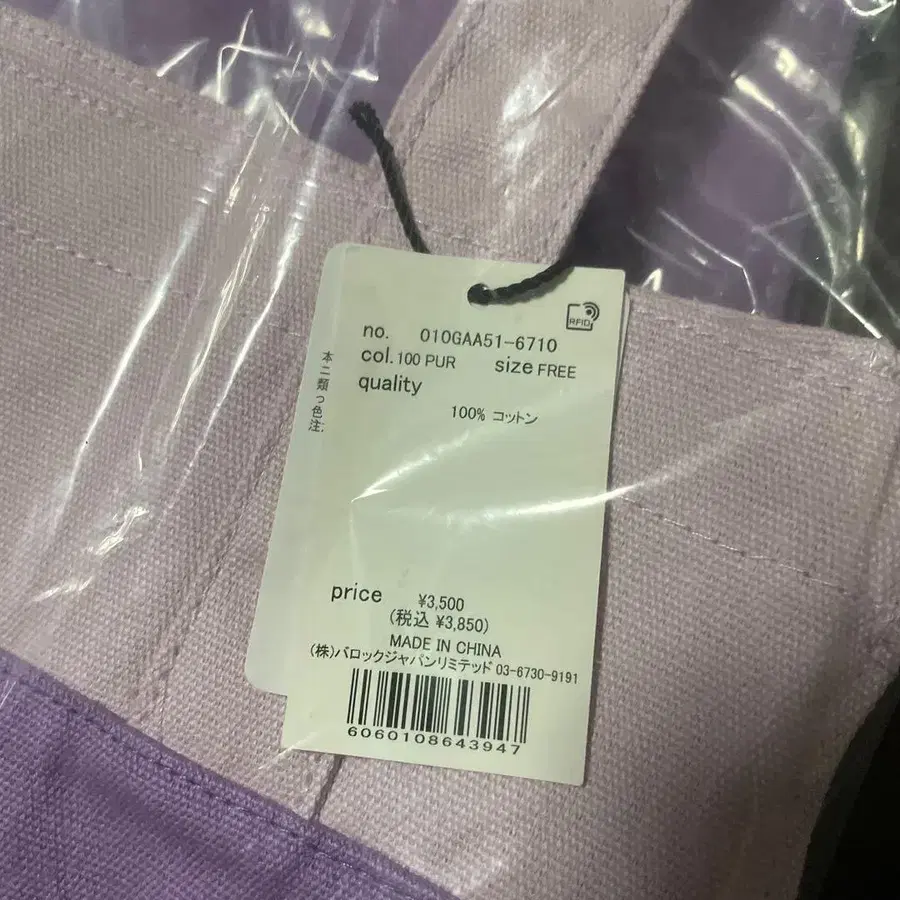 RFID
no. 010GAA51-6710
col. 100 PUR size FREE
quality
100% コットン
price ¥3,500
(税込 ¥3,850)
MADE IN CHINA
(株)バロックジャパンリミテッド 03-6730-9191
6060108643947
本ニ類っ色注: